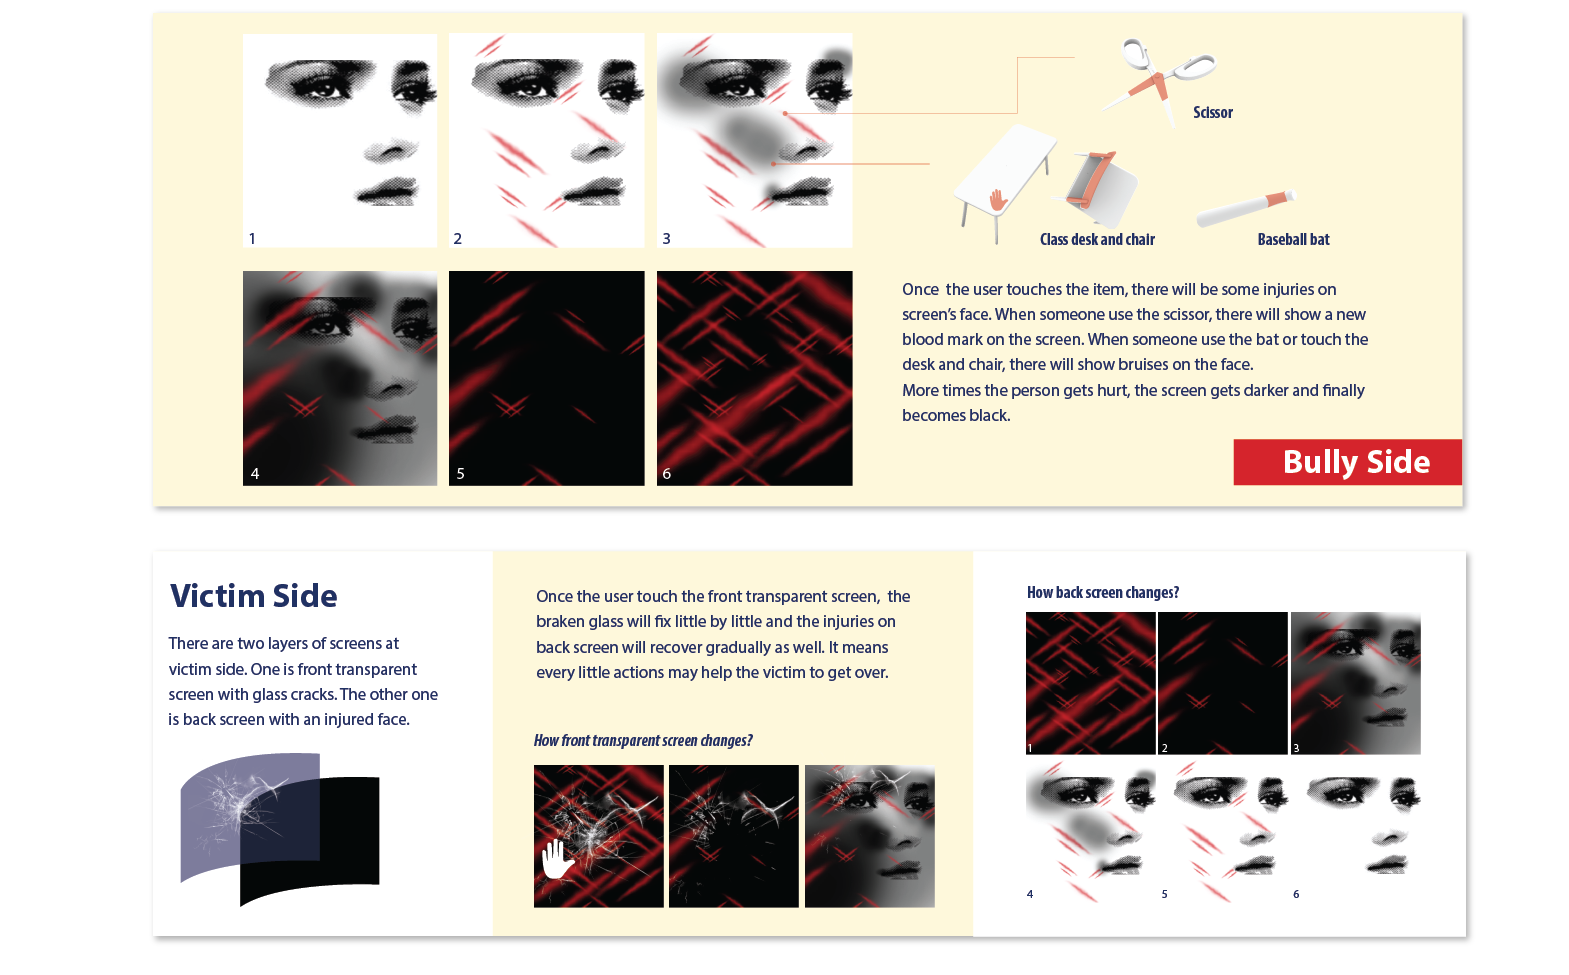 1
2
3
Scissor
Class desk and chair
Baseball bat
4
5
6
Once the user touches the item, there will be some injuries on
screen's face. When someone use the scissor, there will show a new
blood mark on the screen. When someone use the bat or touch the
desk and chair, there will show bruises on the face.
More times the person gets hurt, the screen gets darker and finally
becomes black.
Bully Side
Victim Side
There are two layers of screens at
victim side. One is front transparent
screen with glass cracks. The other one
is back screen with an injured face.
Once the user touch the front transparent screen, the
braken glass will fix little by little and the injuries on
back screen will recover gradually as well. It means
every little actions may help the victim to get over.
How front transparent screen changes?
How back screen changes?
1
2
3
4
5
6